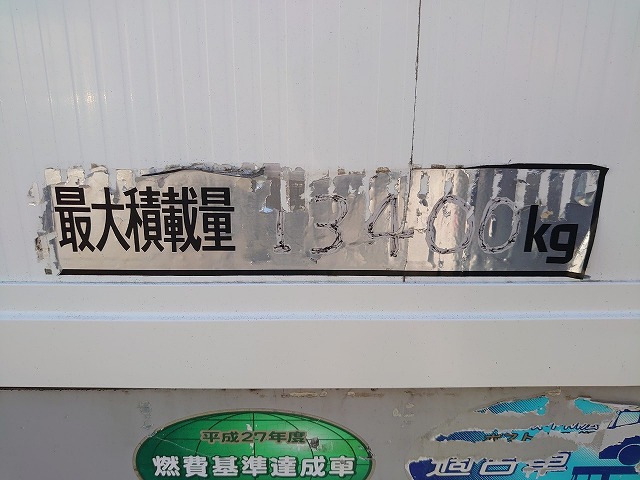 最大積載量 13400kg
平成27年度
燃費基準達成車